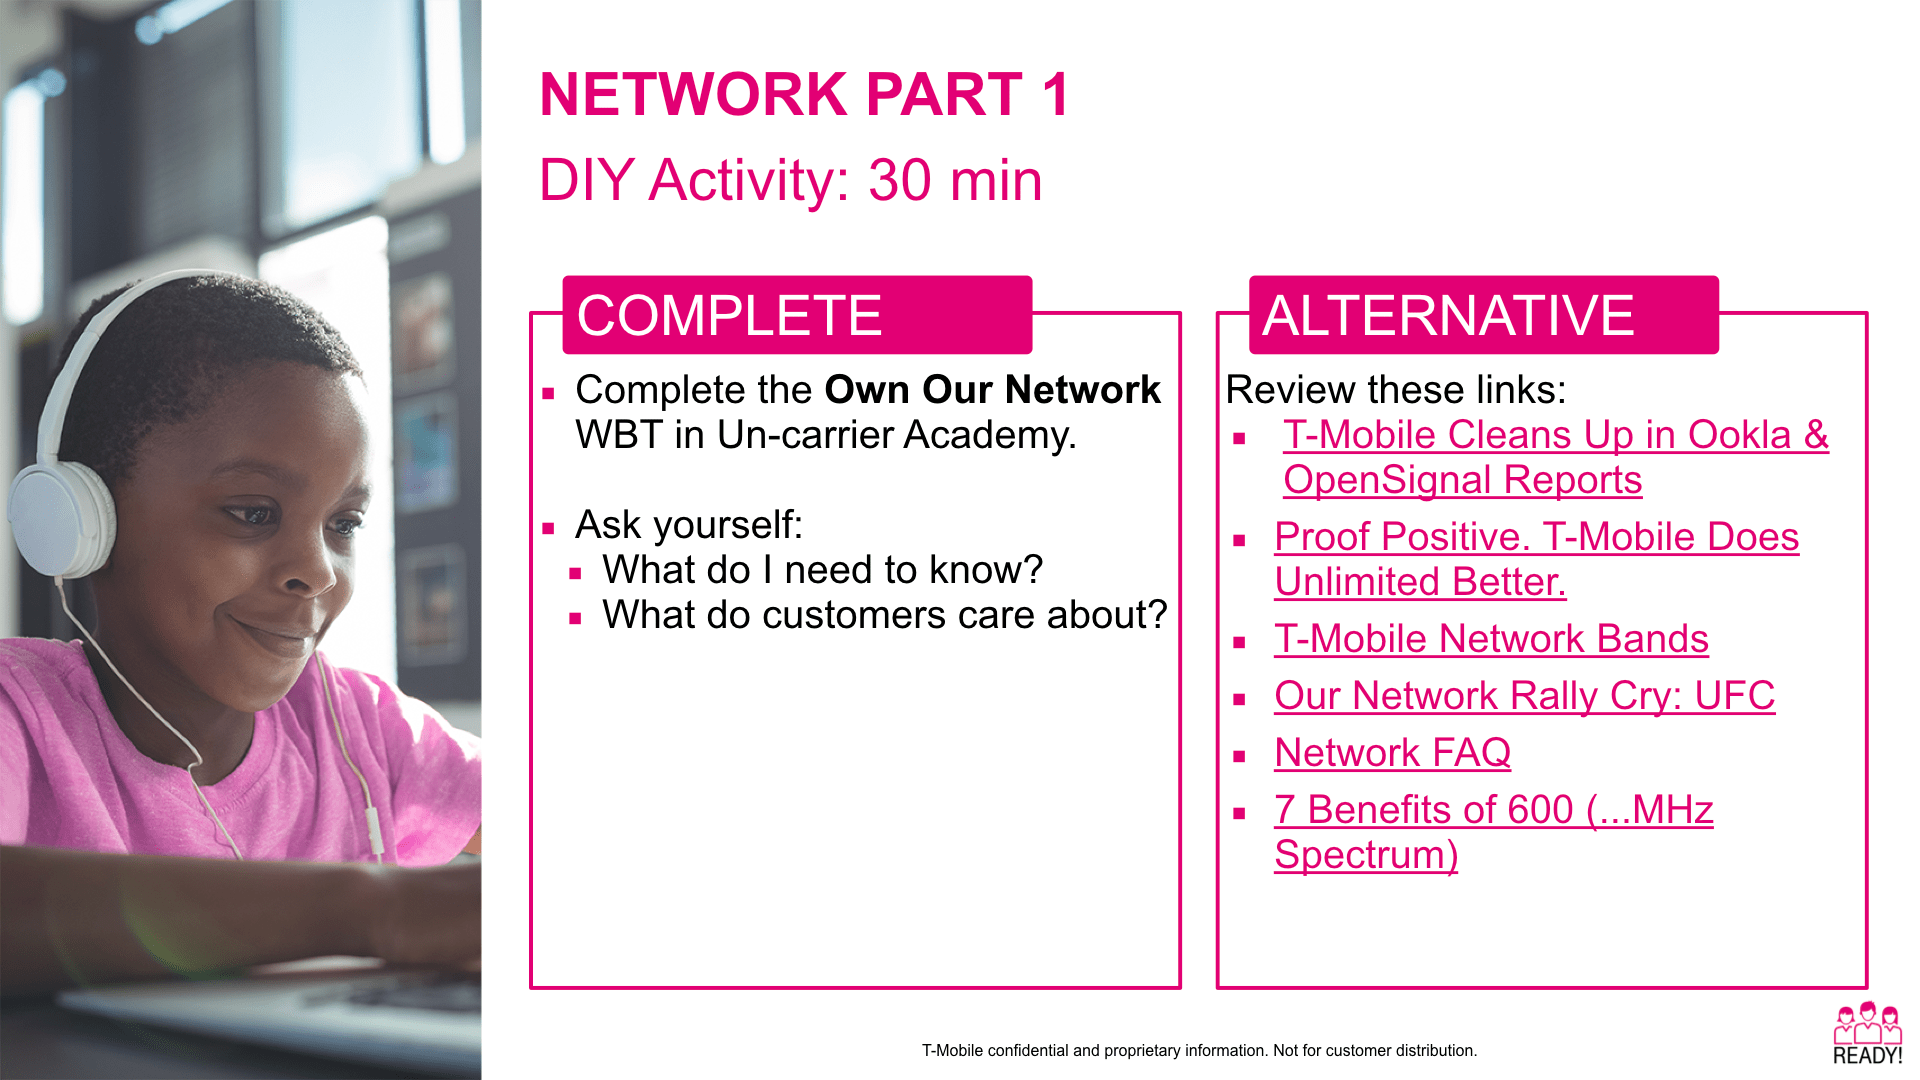 NETWORK PART 1
DIY Activity: 30 min
COMPLETE
Complete the Own Our Network
WBT in Un-carrier Academy.
Ask yourself:
What do I need to know?
What do customers care about?
ALTERNATIVE
Review these links:
T-Mobile Cleans Up in Ookla &
OpenSignal Reports
Proof Positive. T-Mobile Does
Unlimited Better.
T-Mobile Network Bands
Our Network Rally Cry: UFC
Network FAQ
7 Benefits of 600 (...MHz
Spectrum)
T-Mobile confidential and proprietary information. Not for customer distribution.
READY!